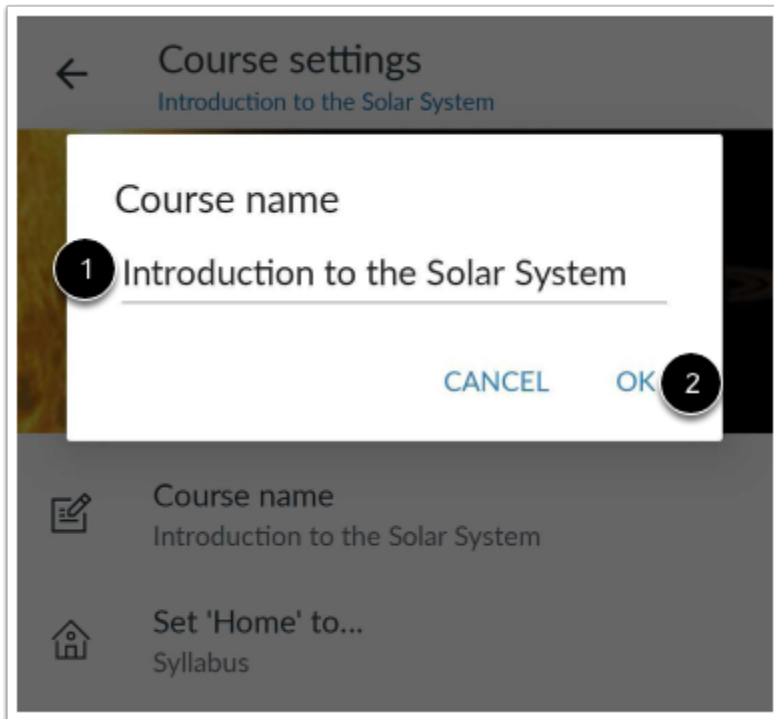 Course settings
Introduction to the Solar System
Course name
1 Introduction to the Solar System
CANCEL OK 2
Course name
Introduction to the Solar System
Set 'Home' to...
Syllabus